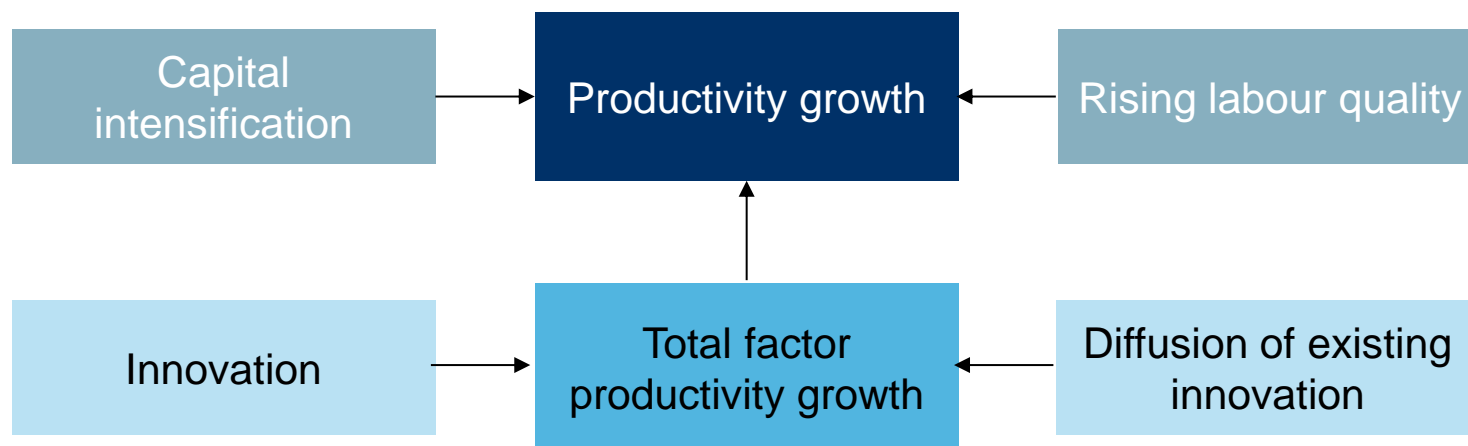 Capital
intensification
Productivity growth
Rising labour quality
Innovation
Total factor
productivity growth
Diffusion of existing
innovation